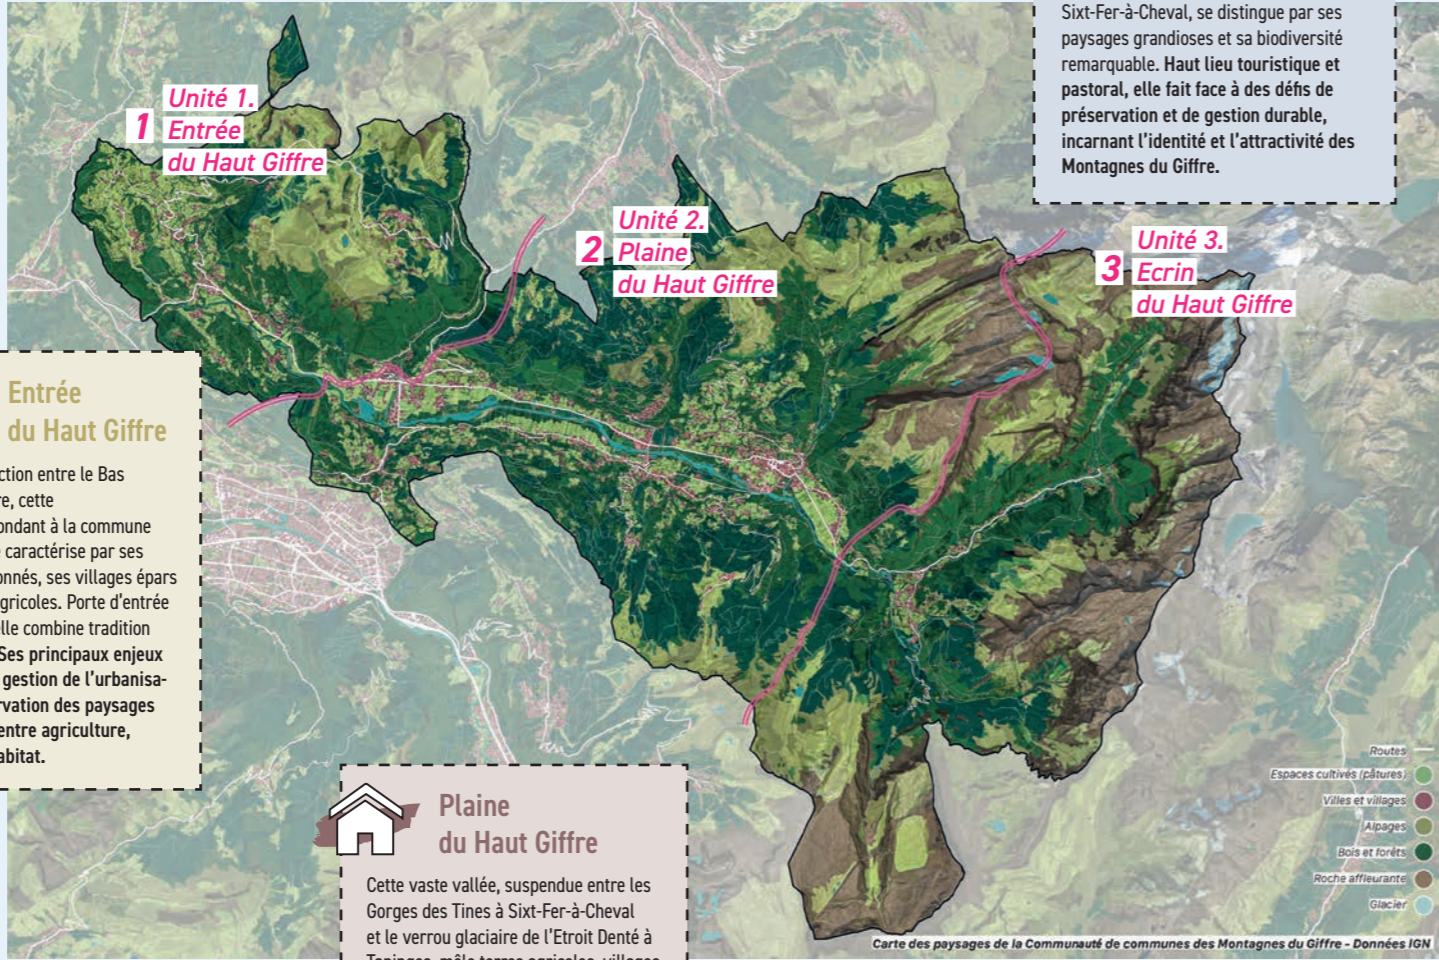 Sixt-Fer-à-Cheval, se distingue par ses
paysages grandioses et sa biodiversité
remarquable. Haut lieu touristique et
pastoral, elle fait face à des défis de
préservation et de gestion durable,
incarnant l'identité et l'attractivité des
Montagnes du Giffre.
1
Unité 1.
Entrée
du Haut Giffre
2
Unité 2.
Plaine
du Haut Giffre
3
Unité 3.
Ecrin
du Haut Giffre
Entrée
du Haut Giffre
ction entre le Bas
re, cette
ondant à la commune
e caractérise par ses
onnés, ses villages épars
gricoles. Porte d'entrée
elle combine tradition
Ses principaux enjeux
gestion de l'urbanisa-
rvation des paysages
entre agriculture,
abitat.
Plaine
du Haut Giffre
Cette vaste vallée, suspendue entre les
Gorges des Tines à Sixt-Fer-à-Cheval
et le verrou glaciaire de l'Etroit Denté à
Taninges, mêle terres agricoles, villages
Routes
Espaces cultivés (pâtures)
Villes et villages
Alpages
Bois et forêts
Roche affleurante
Glacier
Carte des paysages de la Communauté de communes des Montagnes du Giffre - Données IGN